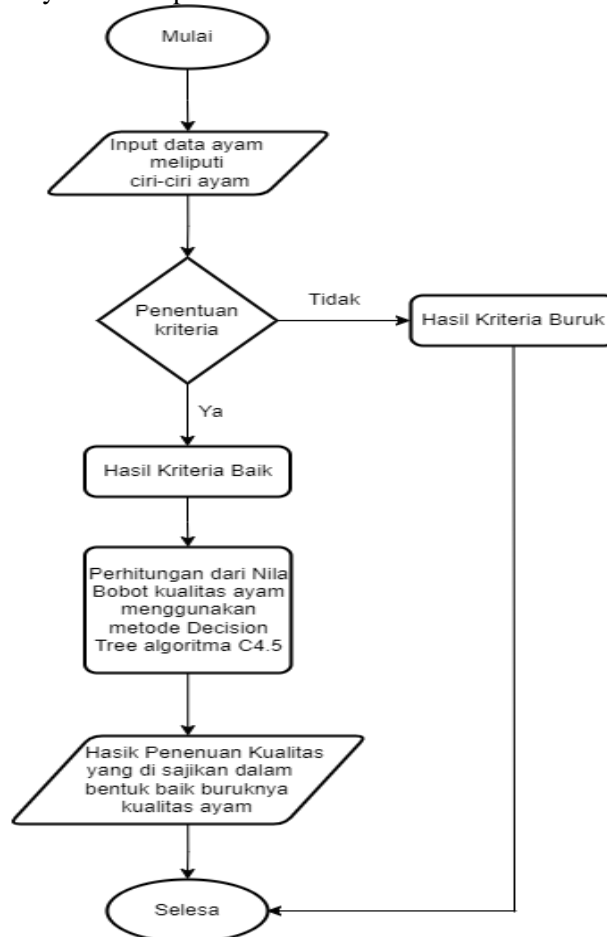 Mulai
Input data ayam
meliputi
ciri-ciri ayam
Penentuan
kriteria
Tidak
Hasil Kriteria Buruk
Ya
Hasil Kriteria Baik
Perhitungan dari Nila
Bobot kualitas ayam
menggunakan
metode Decision
Tree algoritma C4.5
Hasik Penenuan Kualitas
yang di sajikan dalam
bentuk baik buruknya
kualitas ayam
Selesa